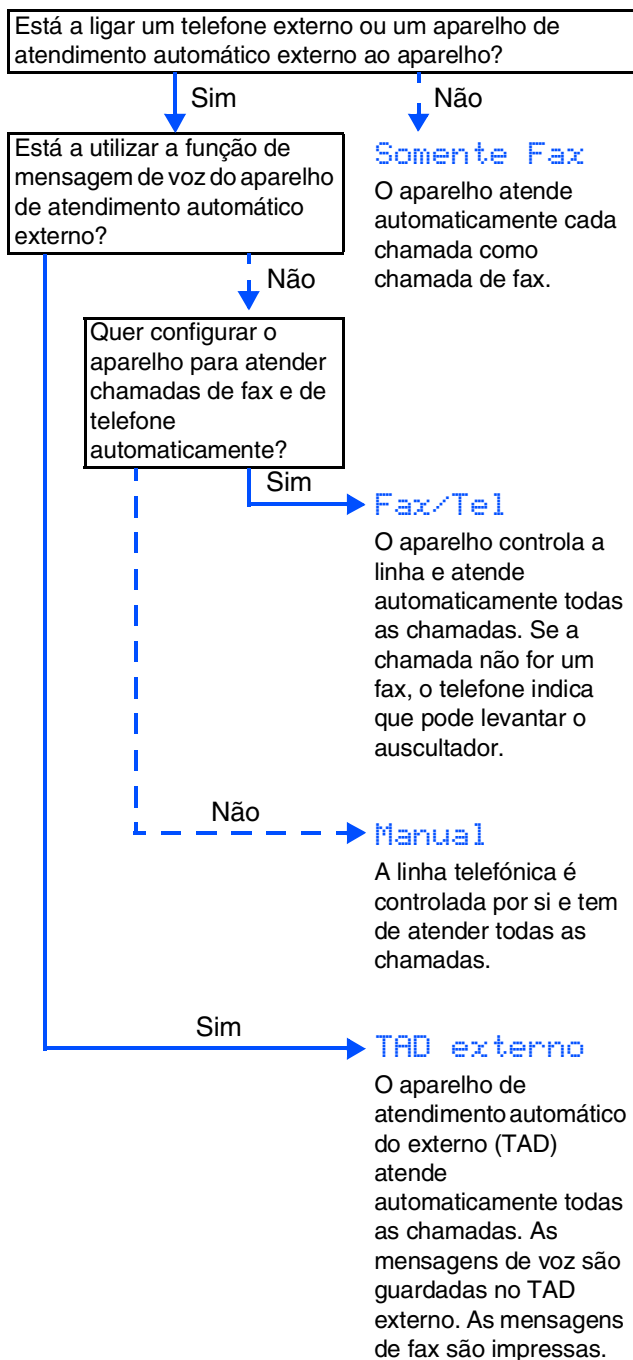 Está a ligar um telefone externo ou um aparelho de
atendimento automático externo ao aparelho?
Sim
Não
Está a utilizar a função de
mensagem de voz do aparelho
de atendimento automático
externo?
Somente Fax
O aparelho atende
automaticamente cada
chamada como
chamada de fax.
Não
Quer configurar o
aparelho para atender
chamadas de fax e de
telefone
automaticamente?
Sim
Fax/Tel
O aparelho controla a
linha e atende
automaticamente todas
as chamadas. Se a
chamada não for um
fax, o telefone indica
que pode levantar o
auscultador.
Não
Manual
A linha telefónica é
controlada por si e tem
de atender todas as
chamadas.
Sim
TAD externo
O aparelho de
atendimento automático
do externo (TAD)
atende
automaticamente todas
as chamadas. As
mensagens de voz são
guardadas no TAD
externo. As mensagens
de fax são impressas.